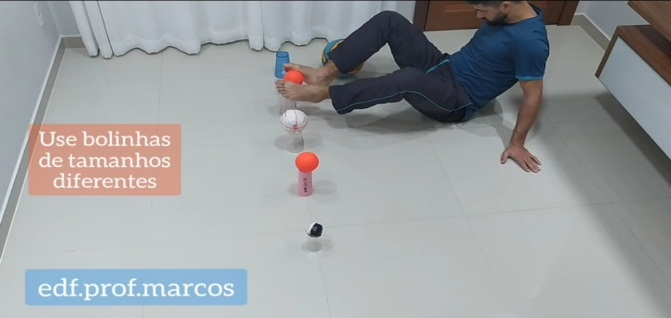 Use bolinhas
de tamanhos
diferentes
edf.prof.marcos